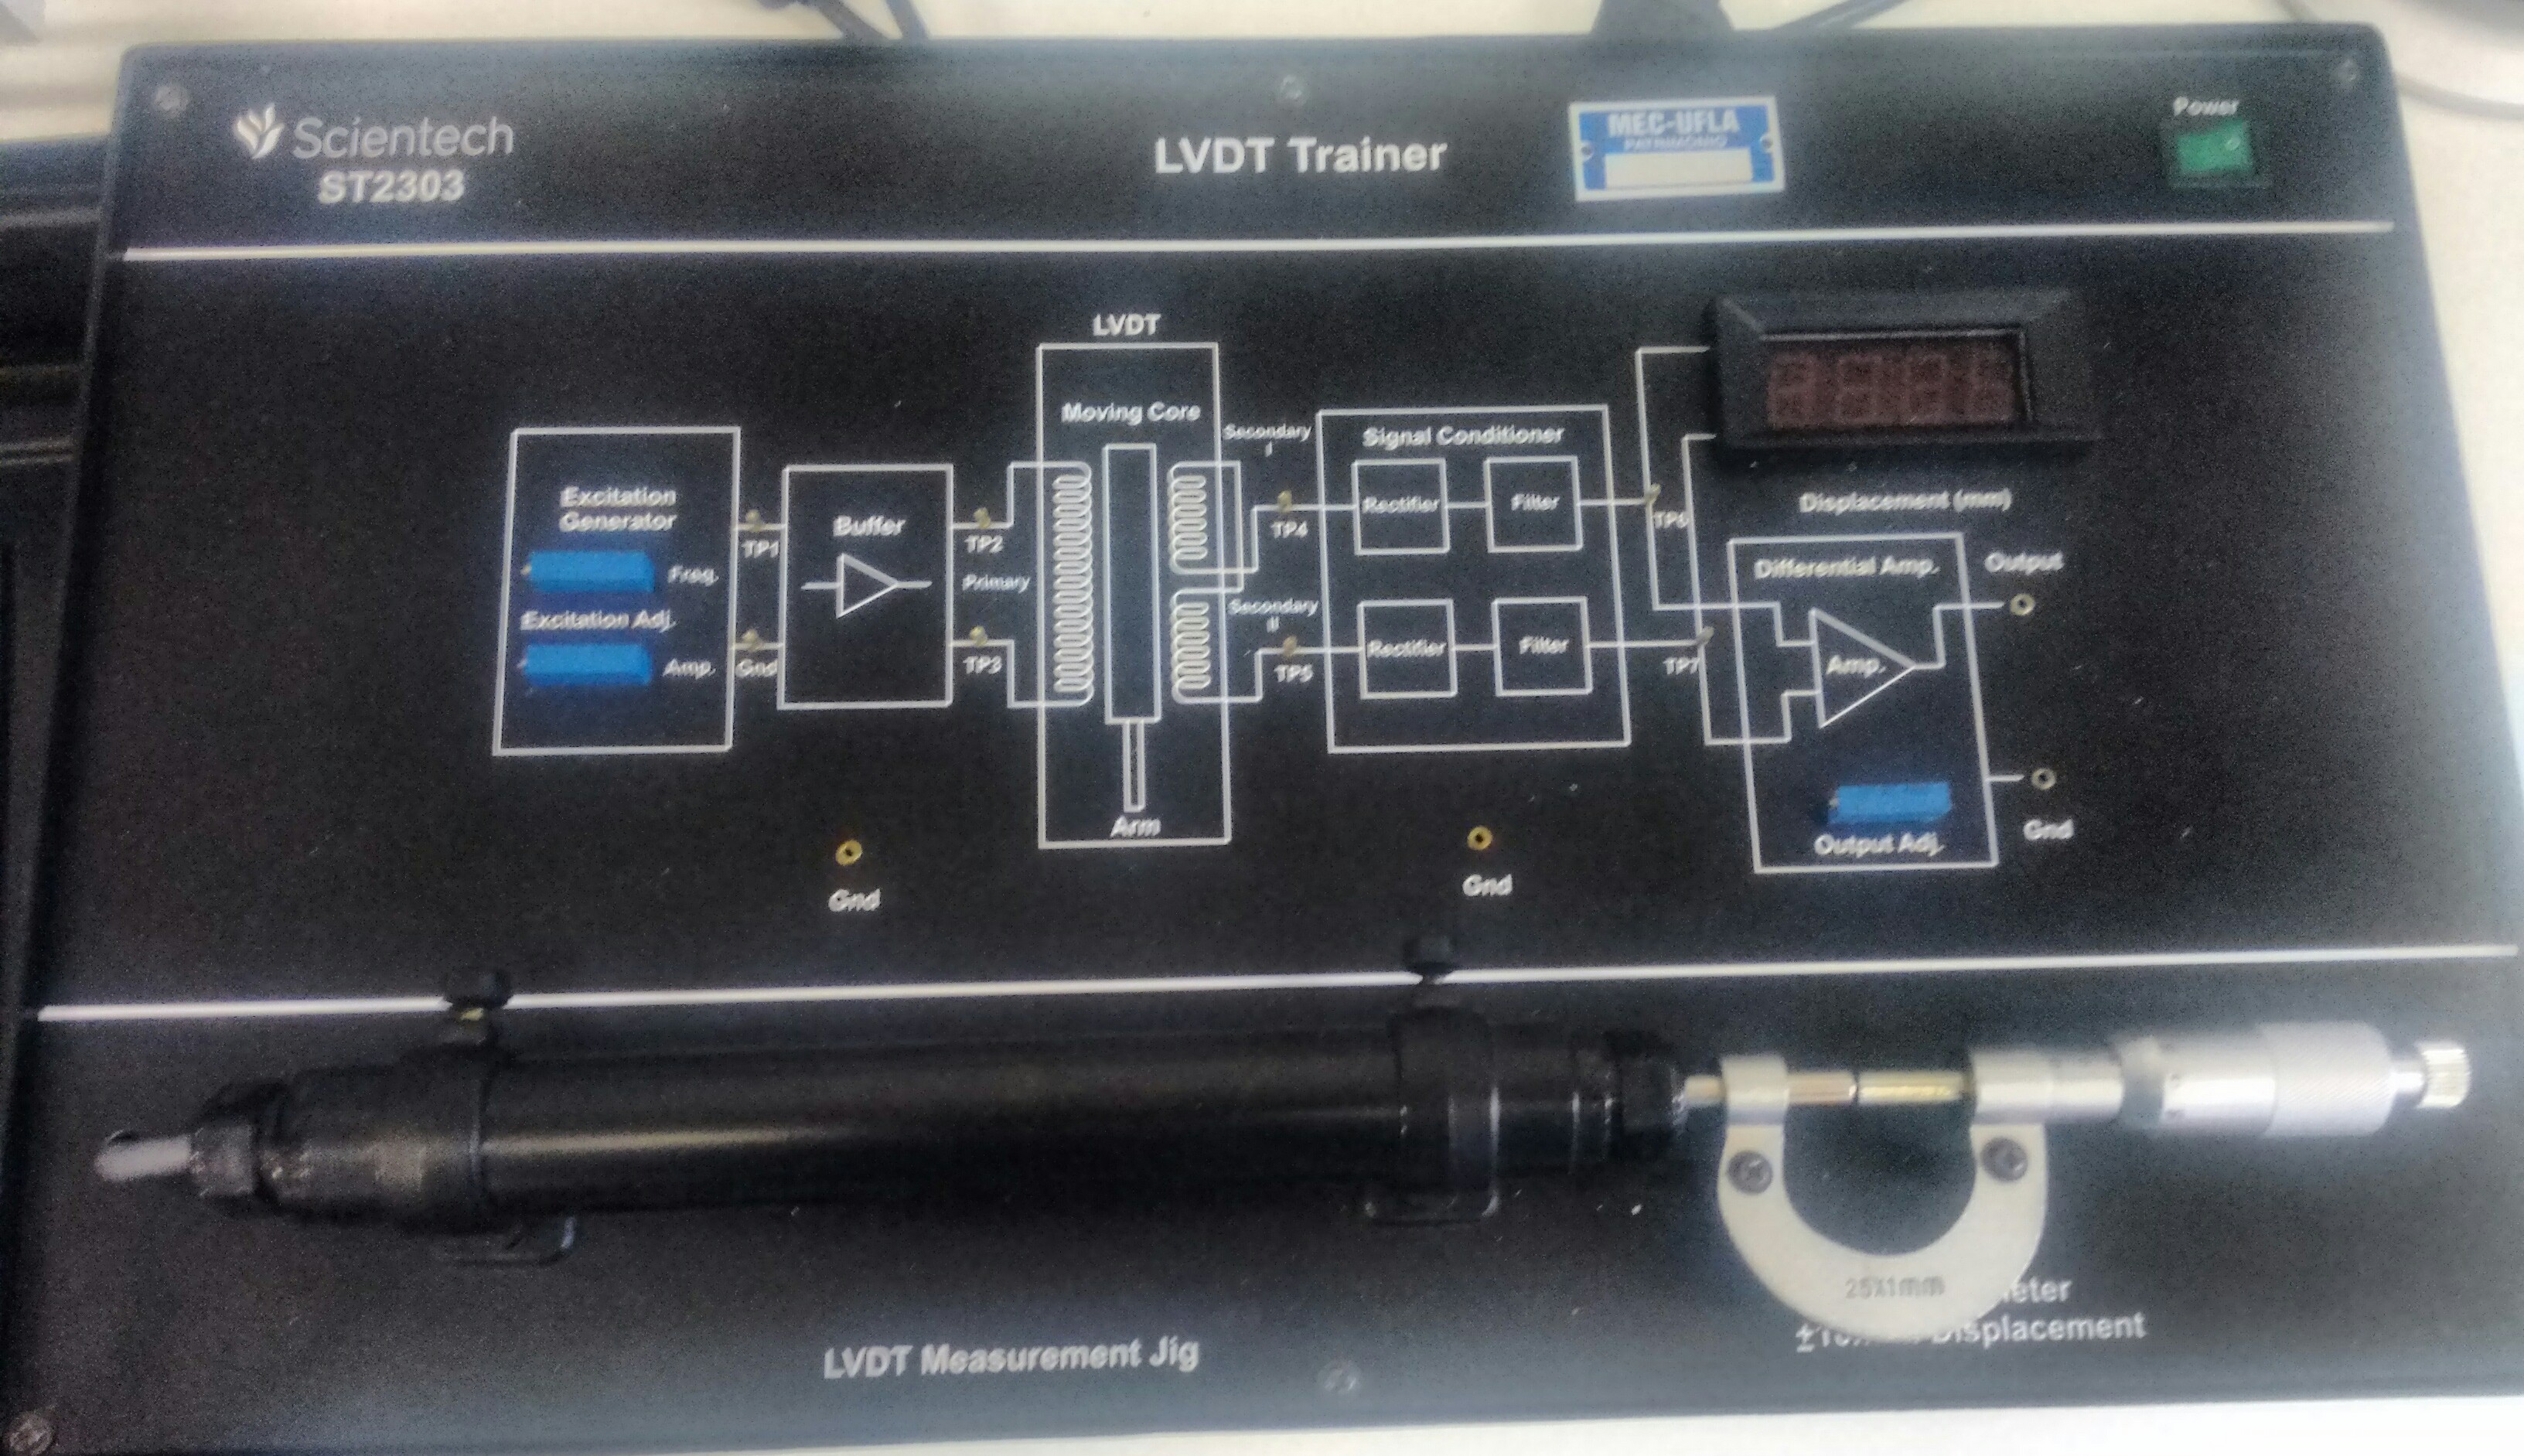 Scientech
ST2303
LVDT Trainer
MEC-UFLA
PATRIMÔNIO
Power
LVDT
Moving Core
Secondary
I
Signal Conditioner
Excitation
Generator
Freq.
Excitation Adj.
Amp.
TP1
Gnd
Buffer
TP2
Primary
TP3
Secondary
II
TP4
TP5
Rectifier
Filter
Rectifier
Filter
TP6
TP7
Displacement (mm)
Differential Amp.
Output
Amp.
Output Adj.
Gnd
Arm
Gnd
Gnd
25X1mm
Displacement
LVDT Measurement Jig